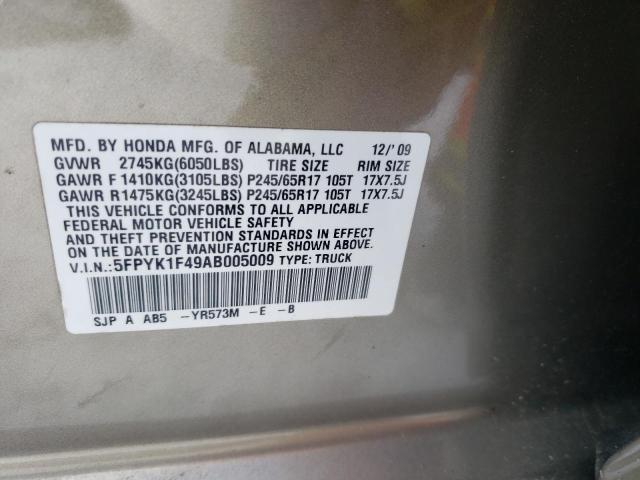 MFD. BY HONDA MFG. OF ALABAMA, LLC 12/'09
GVWR 2745KG(6050LBS) TIRE SIZE RIM SIZE
GAWR F 1410KG(3105LBS) P245/65R17 105T 17X7.5J
GAWR R1475KG(3245LBS) P245/65R17 105T 17X7.5J
THIS VEHICLE CONFORMS TO ALL APPLICABLE
FEDERAL MOTOR VEHICLE SAFETY
AND THEFT PREVENTION STANDARDS IN EFFECT
ON THE DATE OF MANUFACTURE SHOWN ABOVE.
V.I.N.:5FPYK1F49AB005009 TYPE: TRUCK
SJP A AB5 -YR573M -E -B